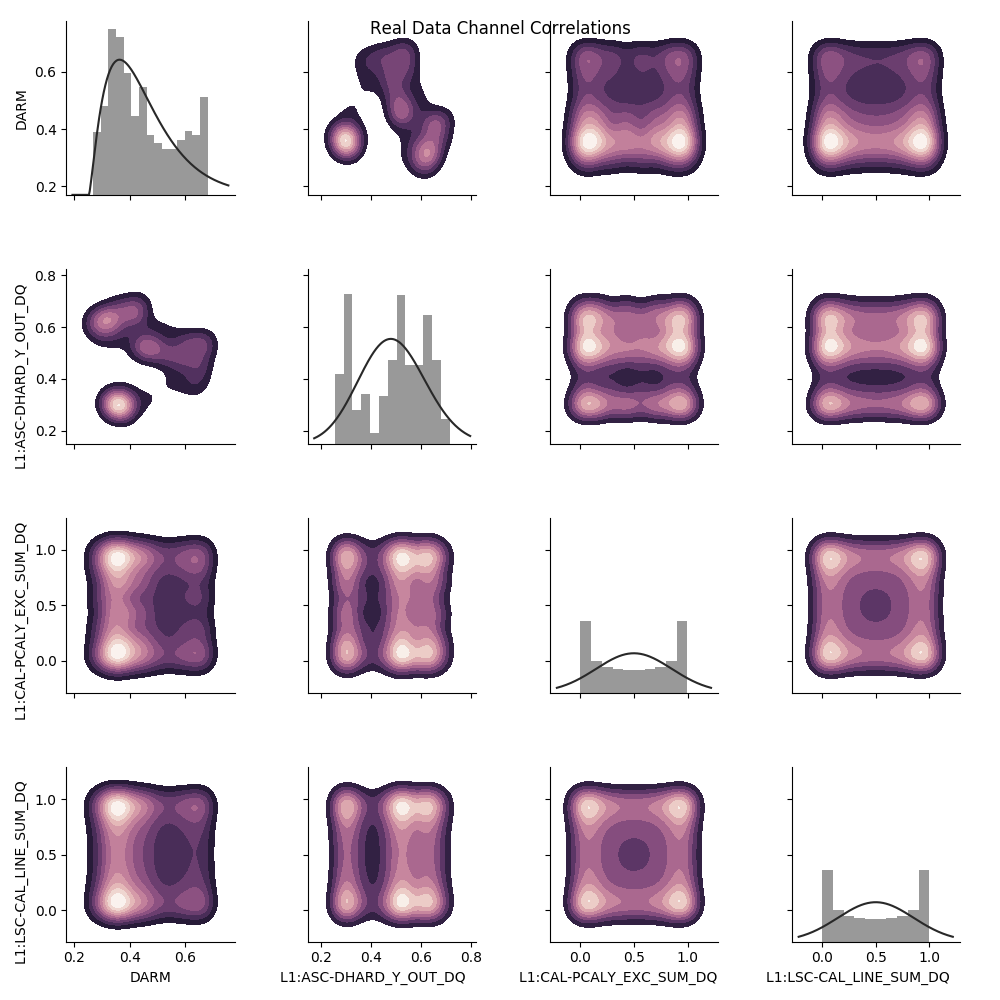 Real Data Channel Correlations
DARM
0.6
0.4
0.2
L1:ASC-DHARD_Y_OUT_DQ
0.8
0.6
0.4
0.2
L1:CAL-PCALY_EXC_SUM_DQ
1.0
0.5
0.0
L1:LSC-CAL_LINE_SUM_DQ
1.0
0.5
0.0
0.2 0.4 0.6
0.2 0.4 0.6 0.8
0.0 0.5 1.0
0.0 0.5 1.0
DARM
L1:ASC-DHARD_Y_OUT_DQ
L1:CAL-PCALY_EXC_SUM_DQ
L1:LSC-CAL_LINE_SUM_DQ